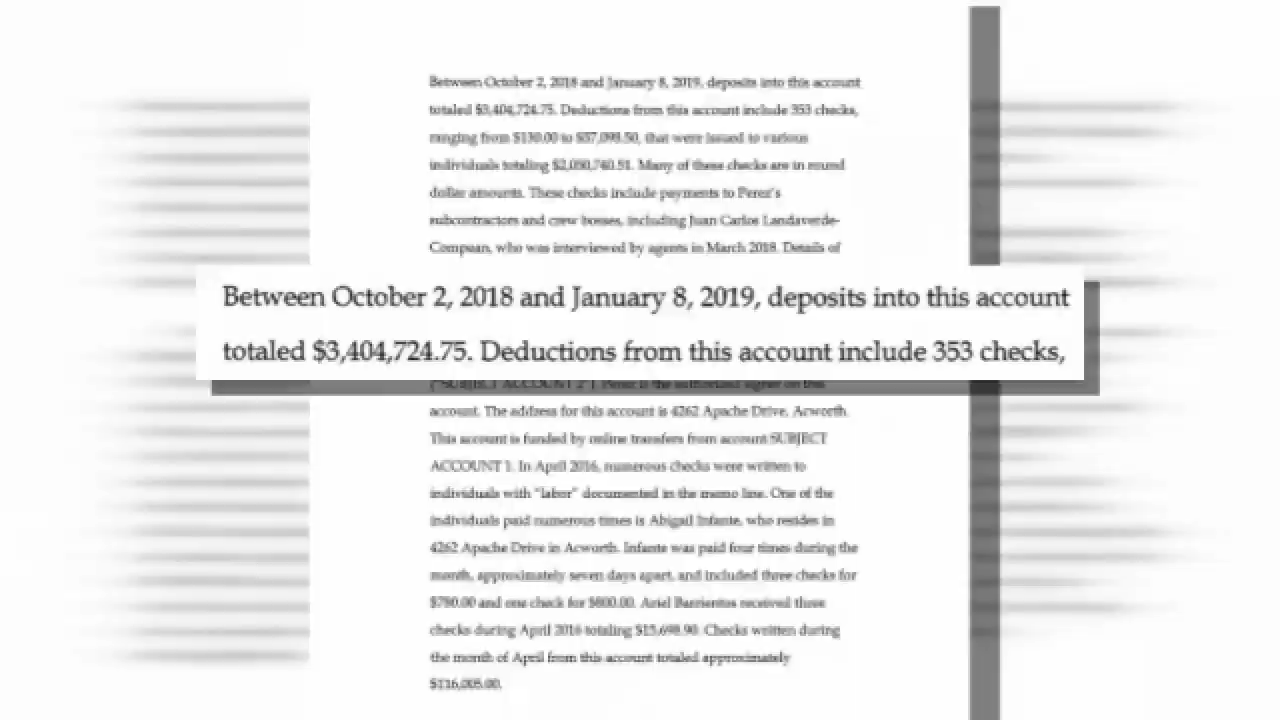 Between October 2, 2018 and January 8, 2019, deposits into this account
totaled $3,404,724.75. Deductions from this account include 353 checks,
ranging from $130.00 to $37,098.50, that were issued to various
individuals totaling $2,050,740.51. Many of these checks are in round
dollar amounts. These checks include payments to Perez's
subcontractors and crew bosses, including Juan Carlos Landaverde-
Compean, who was interviewed by agents in March 2018. Details of
Between October 2, 2018 and January 8, 2019, deposits into this account
totaled $3,404,724.75. Deductions from this account include 353 checks,
("SUBJECT ACCOUNT 2"). Perez is the authorized signer on this
account. The address for this account is 4262 Apache Drive, Acworth.
This account is funded by online transfers from account SUBJECT
ACCOUNT 1. In April 2016, numerous checks were written to
individuals with "labor" documented in the memo line. One of the
individuals paid numerous times is Abigail Infante, who resides in
4262 Apache Drive in Acworth. Infante was paid four times during the
month, approximately seven days apart, and included three checks for
$780.00 and one check for $800.00. Ariel Barrientos received three
checks during April 2016 totaling $15,698.90. Checks written during
the month of April from this account totaled approximately
$116,005.00.